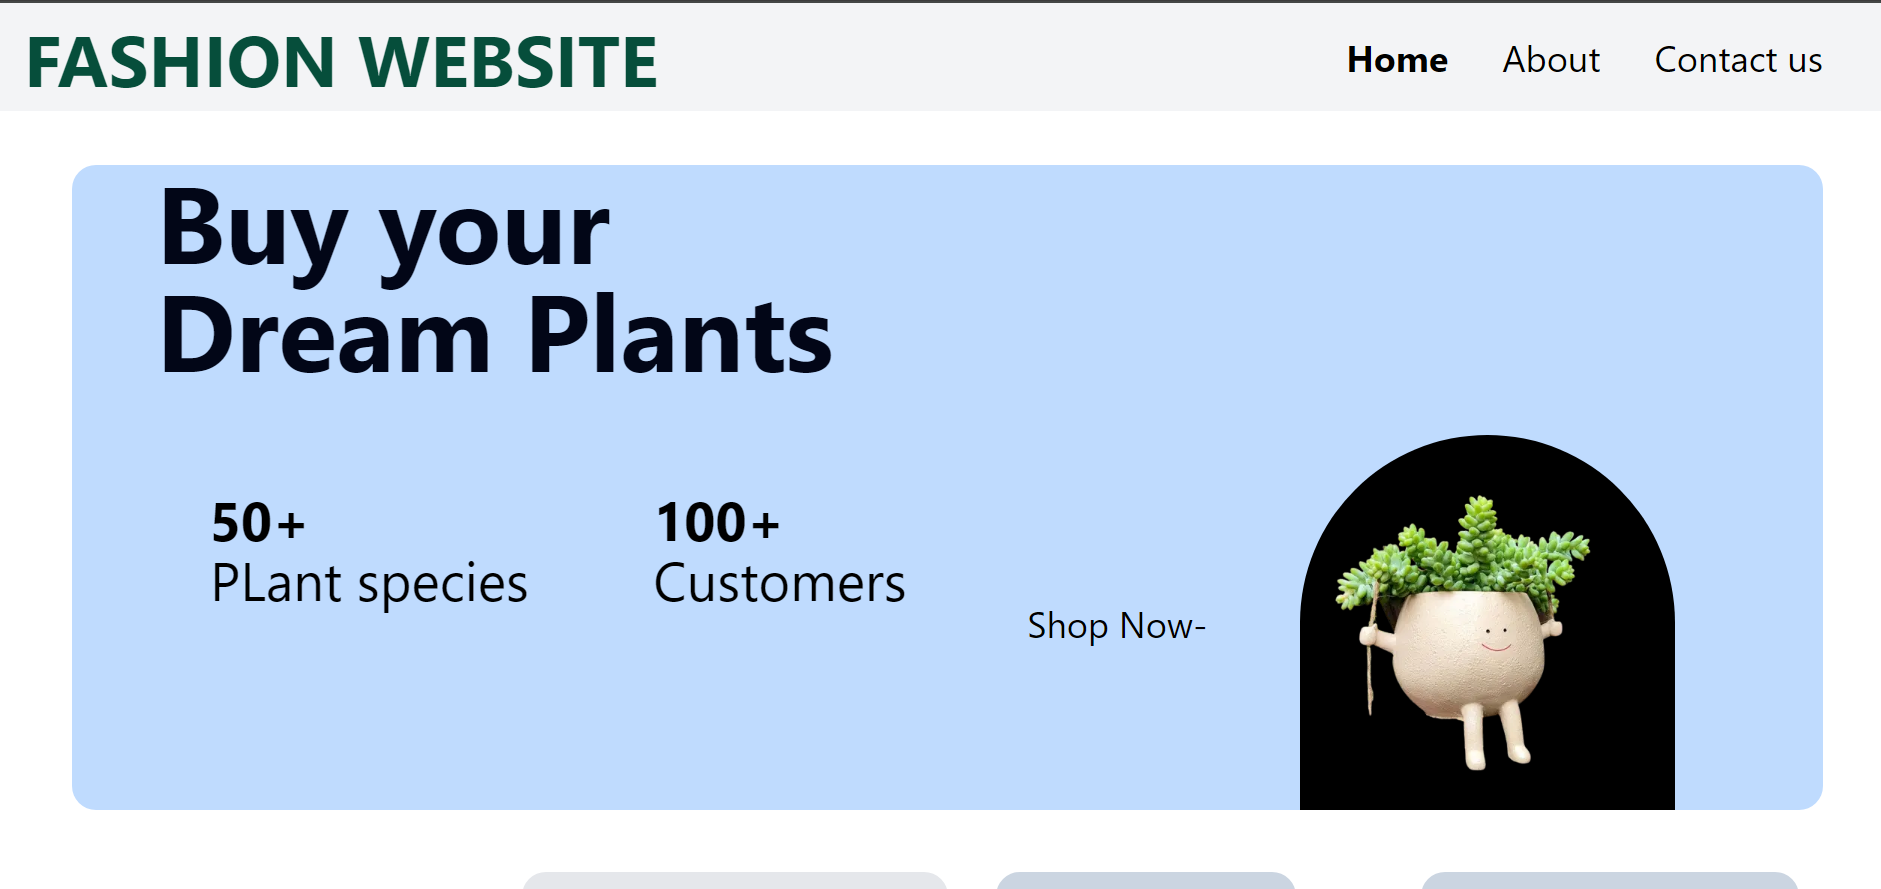 FASHION WEBSITE
Home About Contact us
Buy your
Dream Plants
50+
PLant species
100+
Customers
Shop Now-